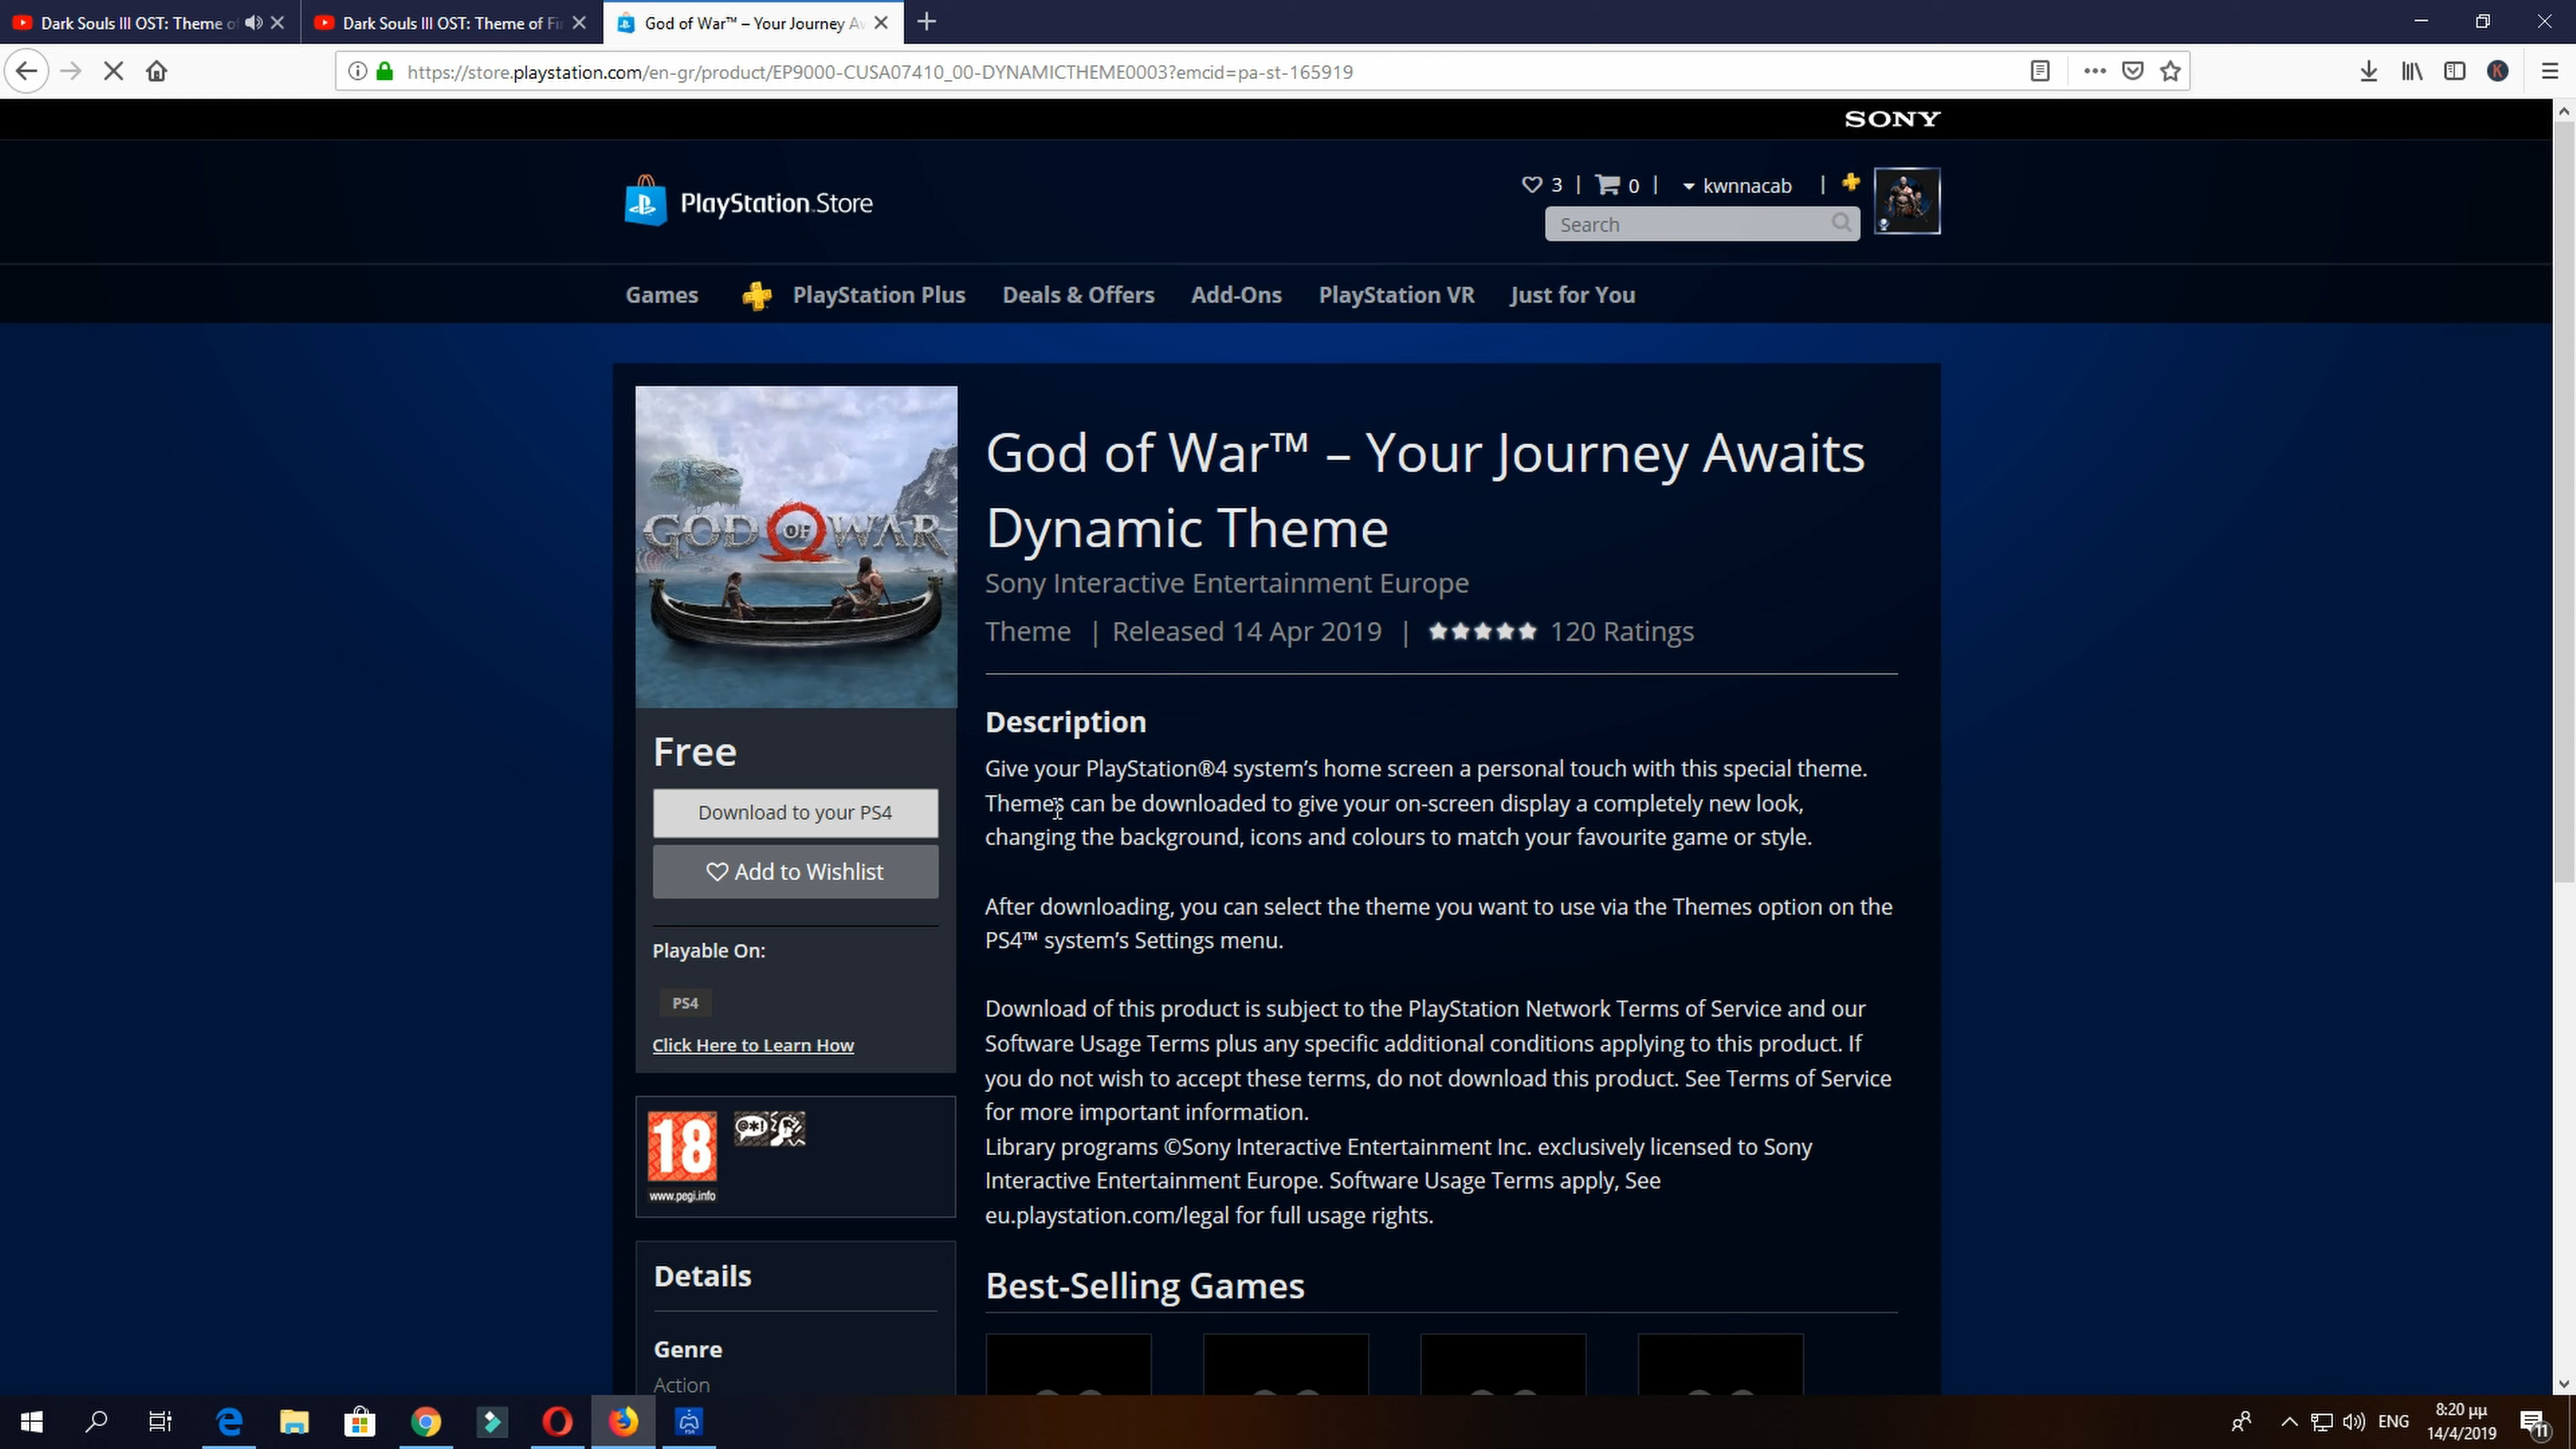 Dark Souls III OST: Theme of
Dark Souls III OST: Theme of Fi
God of War™ – Your Journey Aw
https://store.playstation.com/en-gr/product/EP9000-CUSA07410_00-DYNAMICTHEME0003?emcid=pa-st-165919
SONY
PlayStation Store
3 | 0 | kwnnacab |
Search
Games PlayStation Plus Deals & Offers Add-Ons PlayStation VR Just for You
GOD OF WAR
God of War™ – Your Journey Awaits
Dynamic Theme
Sony Interactive Entertainment Europe
Theme | Released 14 Apr 2019 | ★★★★★ 120 Ratings
Free
Download to your PS4
Add to Wishlist
Playable On:
PS4
Click Here to Learn How
18
www.pegi.info
@*!
Details
Genre
Action
Description
Give your PlayStation®4 system’s home screen a personal touch with this special theme.
Themes can be downloaded to give your on-screen display a completely new look,
changing the background, icons and colours to match your favourite game or style.
After downloading, you can select the theme you want to use via the Themes option on the
PS4™ system’s Settings menu.
Download of this product is subject to the PlayStation Network Terms of Service and our
Software Usage Terms plus any specific additional conditions applying to this product. If
you do not wish to accept these terms, do not download this product. See Terms of Service
for more important information.
Library programs ©Sony Interactive Entertainment Inc. exclusively licensed to Sony
Interactive Entertainment Europe. Software Usage Terms apply, See
eu.playstation.com/legal for full usage rights.
Best-Selling Games
ENG
8:20 μμ
14/4/2019
11